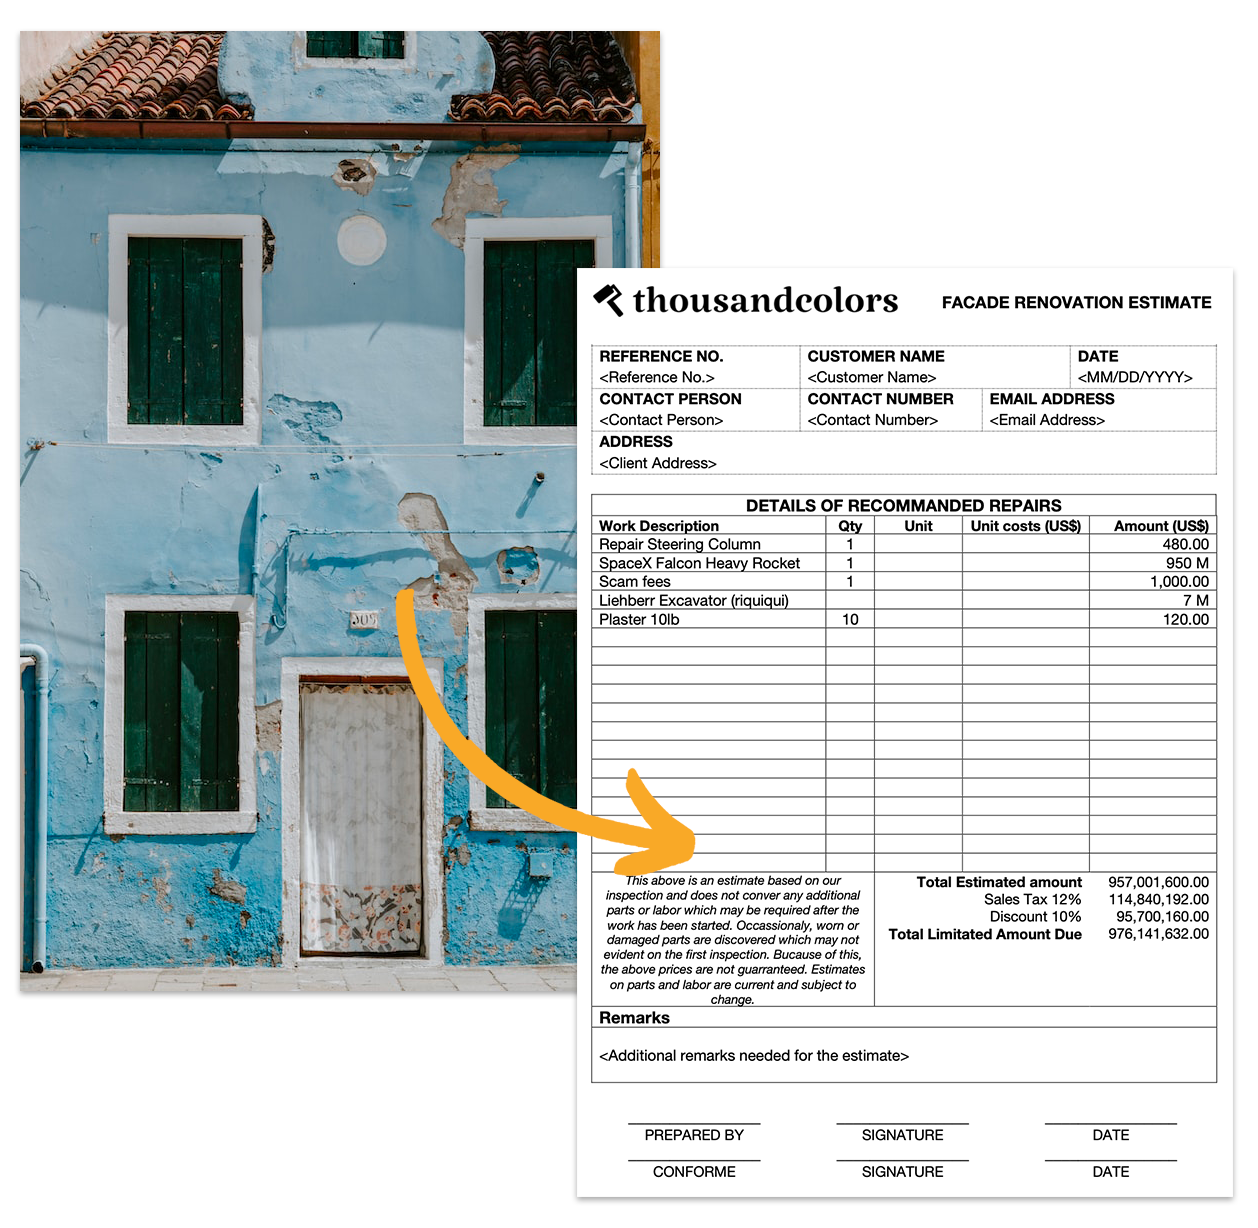 305
thousandcolors
FACADE RENOVATION ESTIMATE
REFERENCE NO. CUSTOMER NAME DATE
<Reference No.> <Customer Name> <MM/DD/YYYY>
CONTACT PERSON CONTACT NUMBER EMAIL ADDRESS
<Contact Person> <Contact Number> <Email Address>
ADDRESS
<Client Address>
DETAILS OF RECOMMANDED REPAIRS
Work Description Qty Unit Unit costs (US$) Amount (US$)
Repair Steering Column 1 480.00
SpaceX Falcon Heavy Rocket 1 950 M
Scam fees 1 1,000.00
Liehberr Excavator (riquiqui) 7 M
Plaster 10lb 10 120.00
This above is an estimate based on our
inspection and does not conver any additional
parts or labor which may be required after the
work has been started. Occassionaly, worn or
damaged parts are discovered which may not
evident on the first inspection. Bucause of this,
the above prices are not guarranteed. Estimates
on parts and labor are current and subject to
change.
Total Estimated amount 957,001,600.00
Sales Tax 12% 114,840,192.00
Discount 10% 95,700,160.00
Total Limitated Amount Due 976,141,632.00
Remarks
<Additional remarks needed for the estimate>
PREPARED BY SIGNATURE DATE
CONFORME SIGNATURE DATE